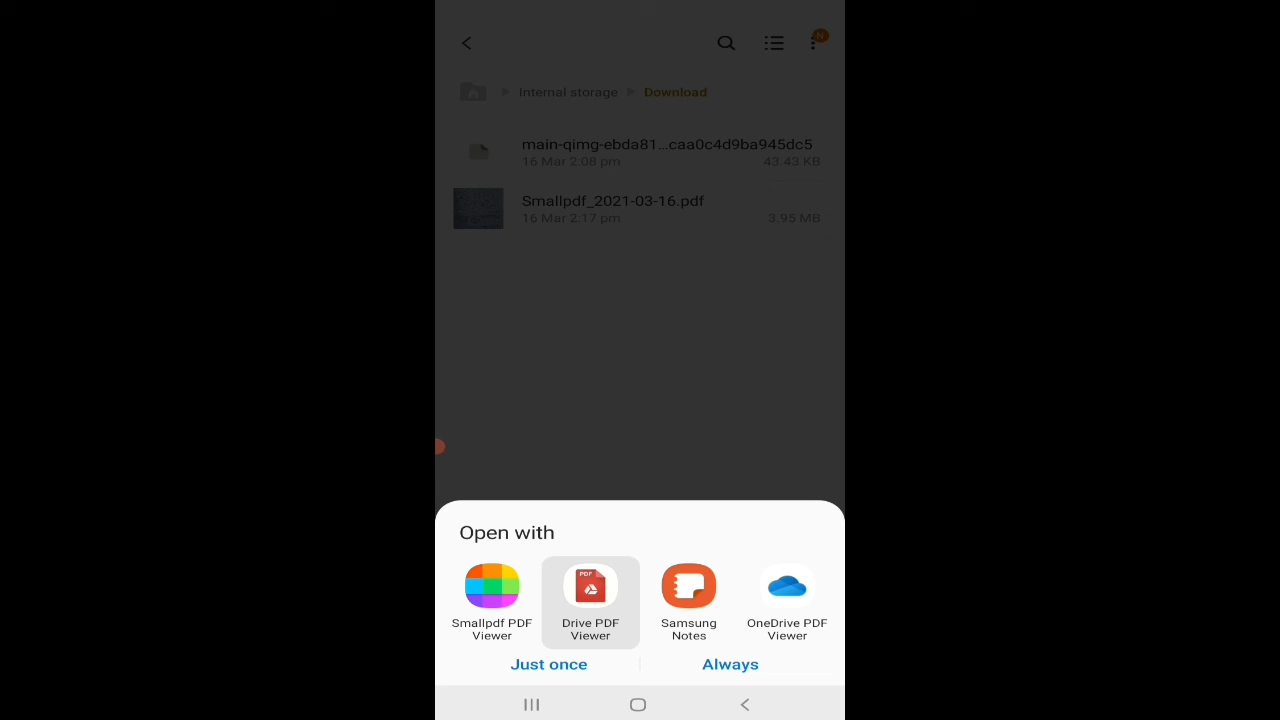 N
Internal storage
Download
main-qimg-ebda81...caa0c4d9ba945dc5
16 Mar 2:08 pm
43.43 KB
Smallpdf_2021-03-16.pdf
16 Mar 2:17 pm
3.95 MB
Open with
PDF
Smallpdf PDF
Viewer
Drive PDF
Viewer
Samsung
Notes
OneDrive PDF
Viewer
Just once
Always